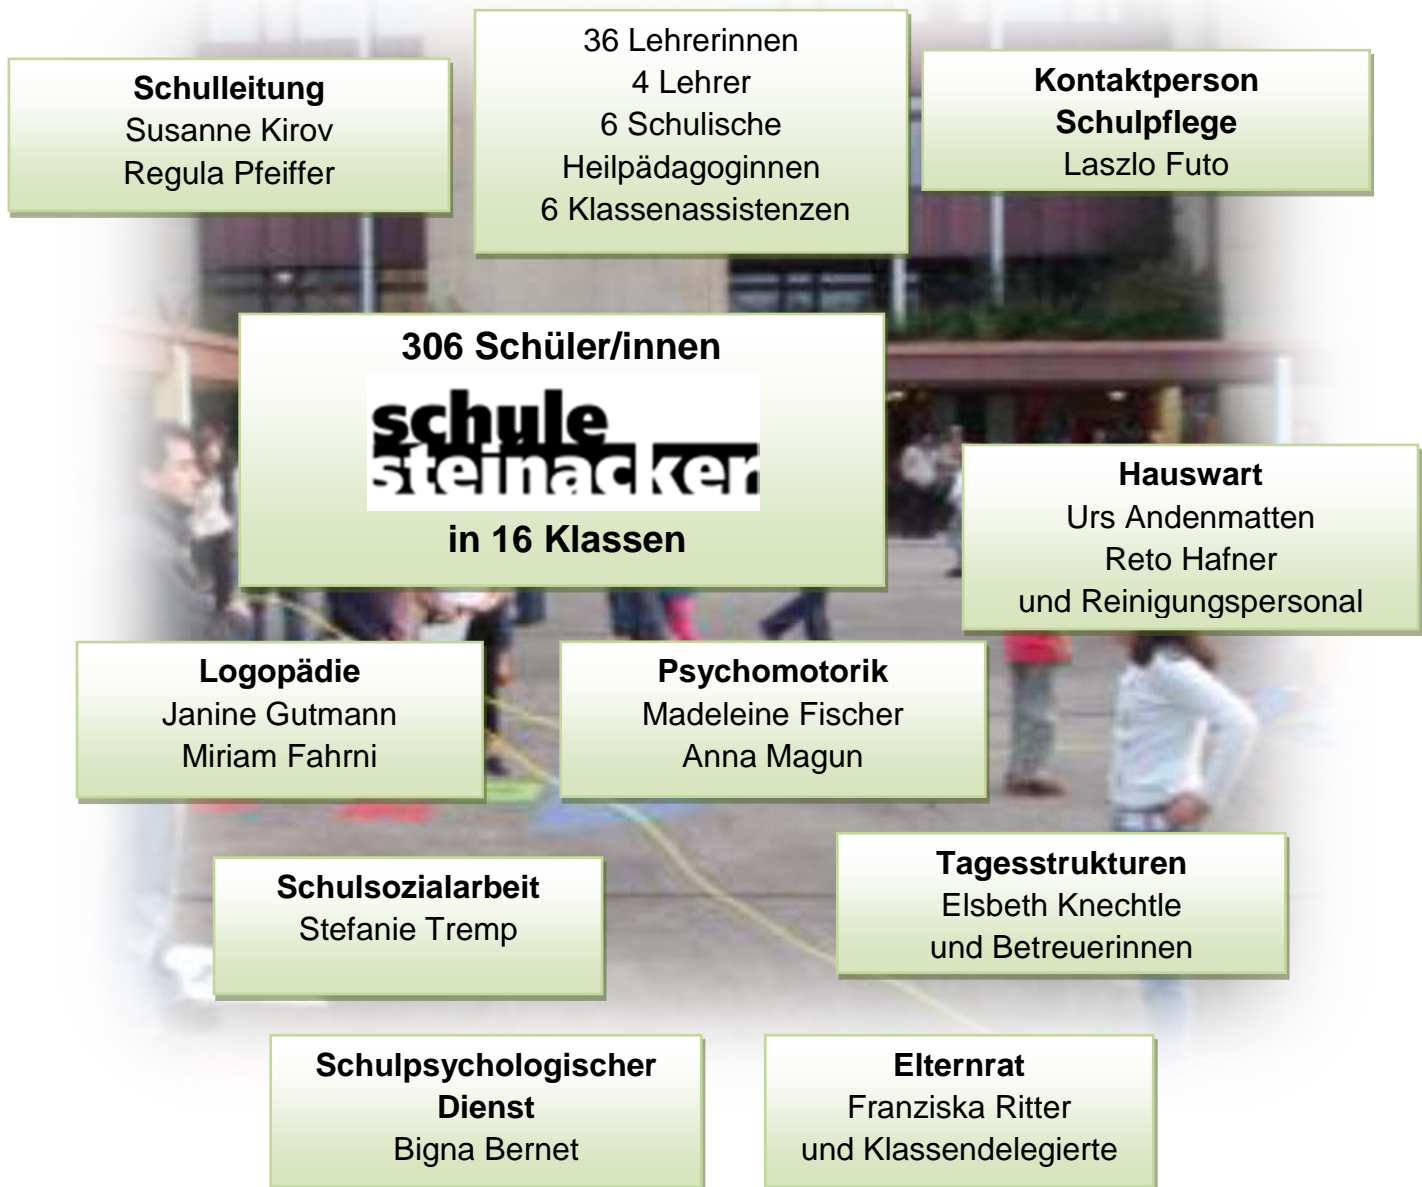 Schulleitung
Susanne Kirov
Regula Pfeiffer
36 Lehrerinnen
4 Lehrer
6 Schulische
Heilpädagoginnen
6 Klassenassistenzen
Kontaktperson
Schulpflege
Laszlo Futo
306 Schüler/innen
schule
steinacker
in 16 Klassen
Hauswart
Urs Andenmatten
Reto Hafner
und Reinigungspersonal
Logopädie
Janine Gutmann
Miriam Fahrni
Psychomotorik
Madeleine Fischer
Anna Magun
Schulsozialarbeit
Stefanie Tremp
Tagesstrukturen
Elsbeth Knechtle
und Betreuerinnen
Schulpsychologischer
Dienst
Bigna Bernet
Elternrat
Franziska Ritter
und Klassendelegierte